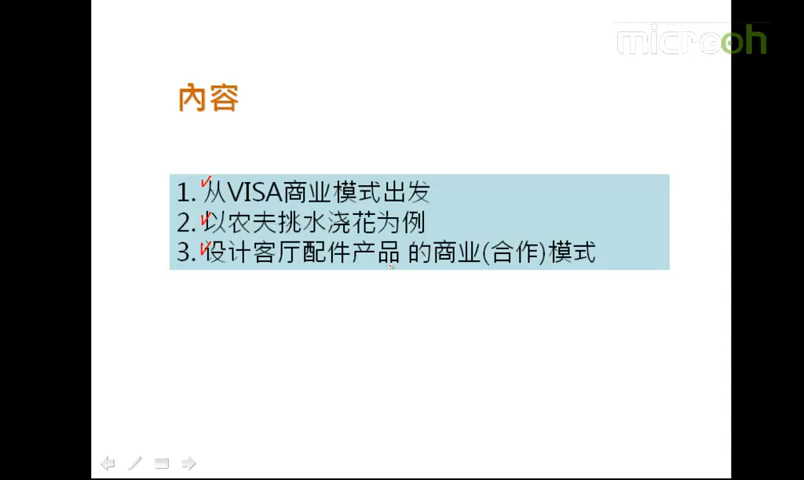 microoh
內容
1. 从VISA商业模式出发
2. 以农夫挑水浇花为例
3. 设计客厅配件产品 的商业(合作)模式